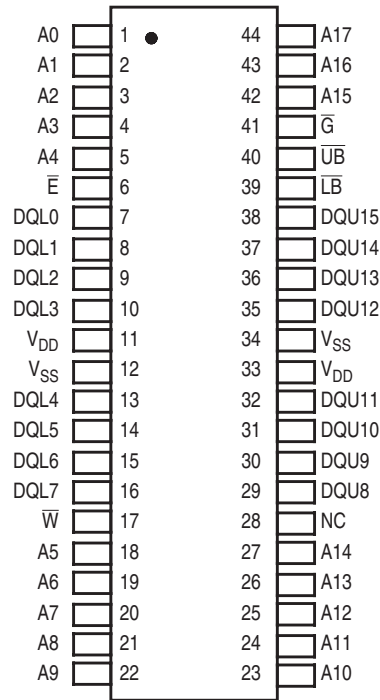 A0 1 44 A17
A1 2 43 A16
A2 3 42 A15
A3 4 41 G̅
A4 5 40 U̅B̅
E̅ 6 39 L̅B̅
DQL0 7 38 DQU15
DQL1 8 37 DQU14
DQL2 9 36 DQU13
DQL3 10 35 DQU12
VDD 11 34 VSS
VSS 12 33 VDD
DQL4 13 32 DQU11
DQL5 14 31 DQU10
DQL6 15 30 DQU9
DQL7 16 29 DQU8
W̅ 17 28 NC
A5 18 27 A14
A6 19 26 A13
A7 20 25 A12
A8 21 24 A11
A9 22 23 A10